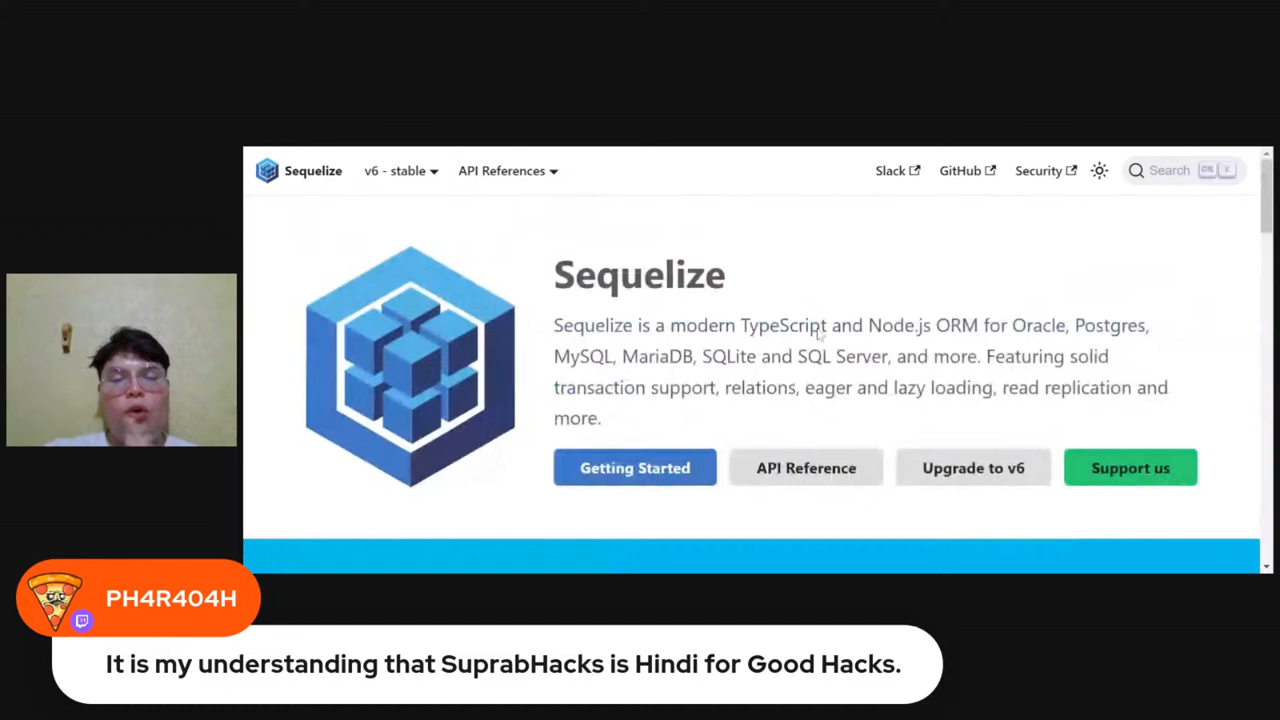 Sequelize
v6 - stable
API References
Slack
GitHub
Security
Search
CTRL K
Sequelize
Sequelize is a modern TypeScript and Node.js ORM for Oracle, Postgres,
MySQL, MariaDB, SQLite and SQL Server, and more. Featuring solid
transaction support, relations, eager and lazy loading, read replication and
more.
Getting Started
API Reference
Upgrade to v6
Support us
PH4R404H
It is my understanding that SuprabHacks is Hindi for Good Hacks.